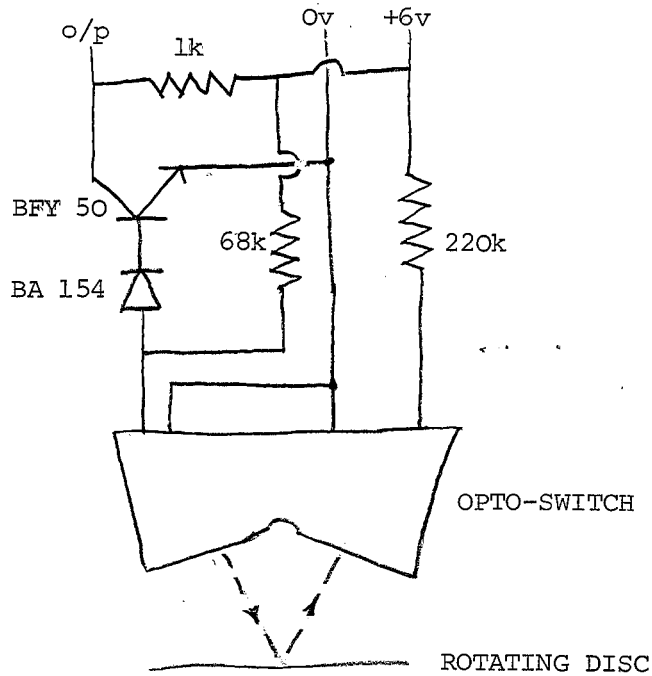 o/p
0v
+6v
1k
BFY 50
68k
220k
BA 154
OPTO-SWITCH
ROTATING DISC